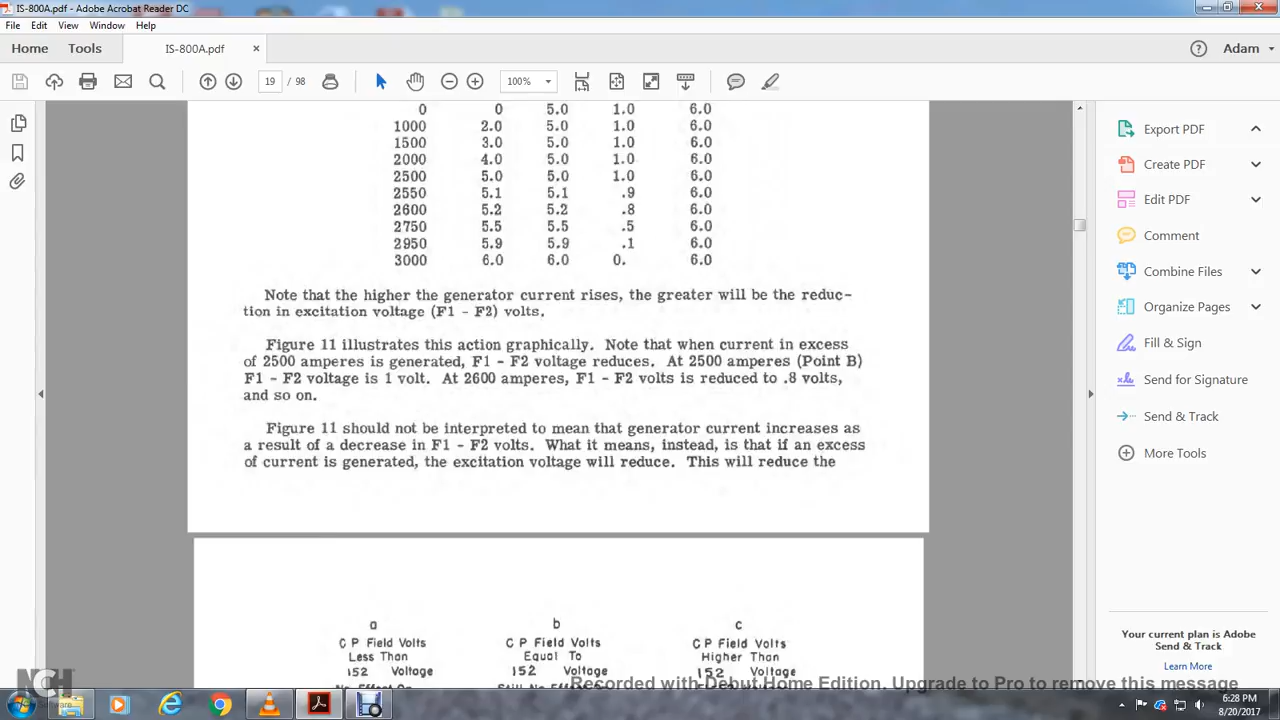 IS-800A.pdf - Adobe Acrobat Reader DC
File Edit View Window Help
Home Tools IS-800A.pdf × Adam
19 / 98 100%
0 0 5.0 1.0 6.0
1000 2.0 5.0 1.0 6.0
1500 3.0 5.0 1.0 6.0
2000 4.0 5.0 1.0 6.0
2500 5.0 5.0 1.0 6.0
2550 5.1 5.1 .9 6.0
2600 5.2 5.2 .8 6.0
2750 5.5 5.5 .5 6.0
2950 5.9 5.9 .1 6.0
3000 6.0 6.0 0. 6.0
Note that the higher the generator current rises, the greater will be the reduc-
tion in excitation voltage (F1 - F2) volts.
Figure 11 illustrates this action graphically. Note that when current in excess
of 2500 amperes is generated, F1 - F2 voltage reduces. At 2500 amperes (Point B)
F1 - F2 voltage is 1 volt. At 2600 amperes, F1 - F2 volts is reduced to .8 volts,
and so on.
Figure 11 should not be interpreted to mean that generator current increases as
a result of a decrease in F1 - F2 volts. What it means, instead, is that if an excess
of current is generated, the excitation voltage will reduce. This will reduce the
a b c
C P Field Volts C P Field Volts C P Field Volts
Less Than Equal To Higher Than
152 Voltage 152 Voltage 152 Voltage
Export PDF
Create PDF
Edit PDF
Comment
Combine Files
Organize Pages
Fill & Sign
Send for Signature
Send & Track
More Tools
Your current plan is Adobe
Send & Track
Learn More
NCH
Recorded with Debut Home Edition. Upgrade to Pro to remove this message
6:28 PM
8/20/2017